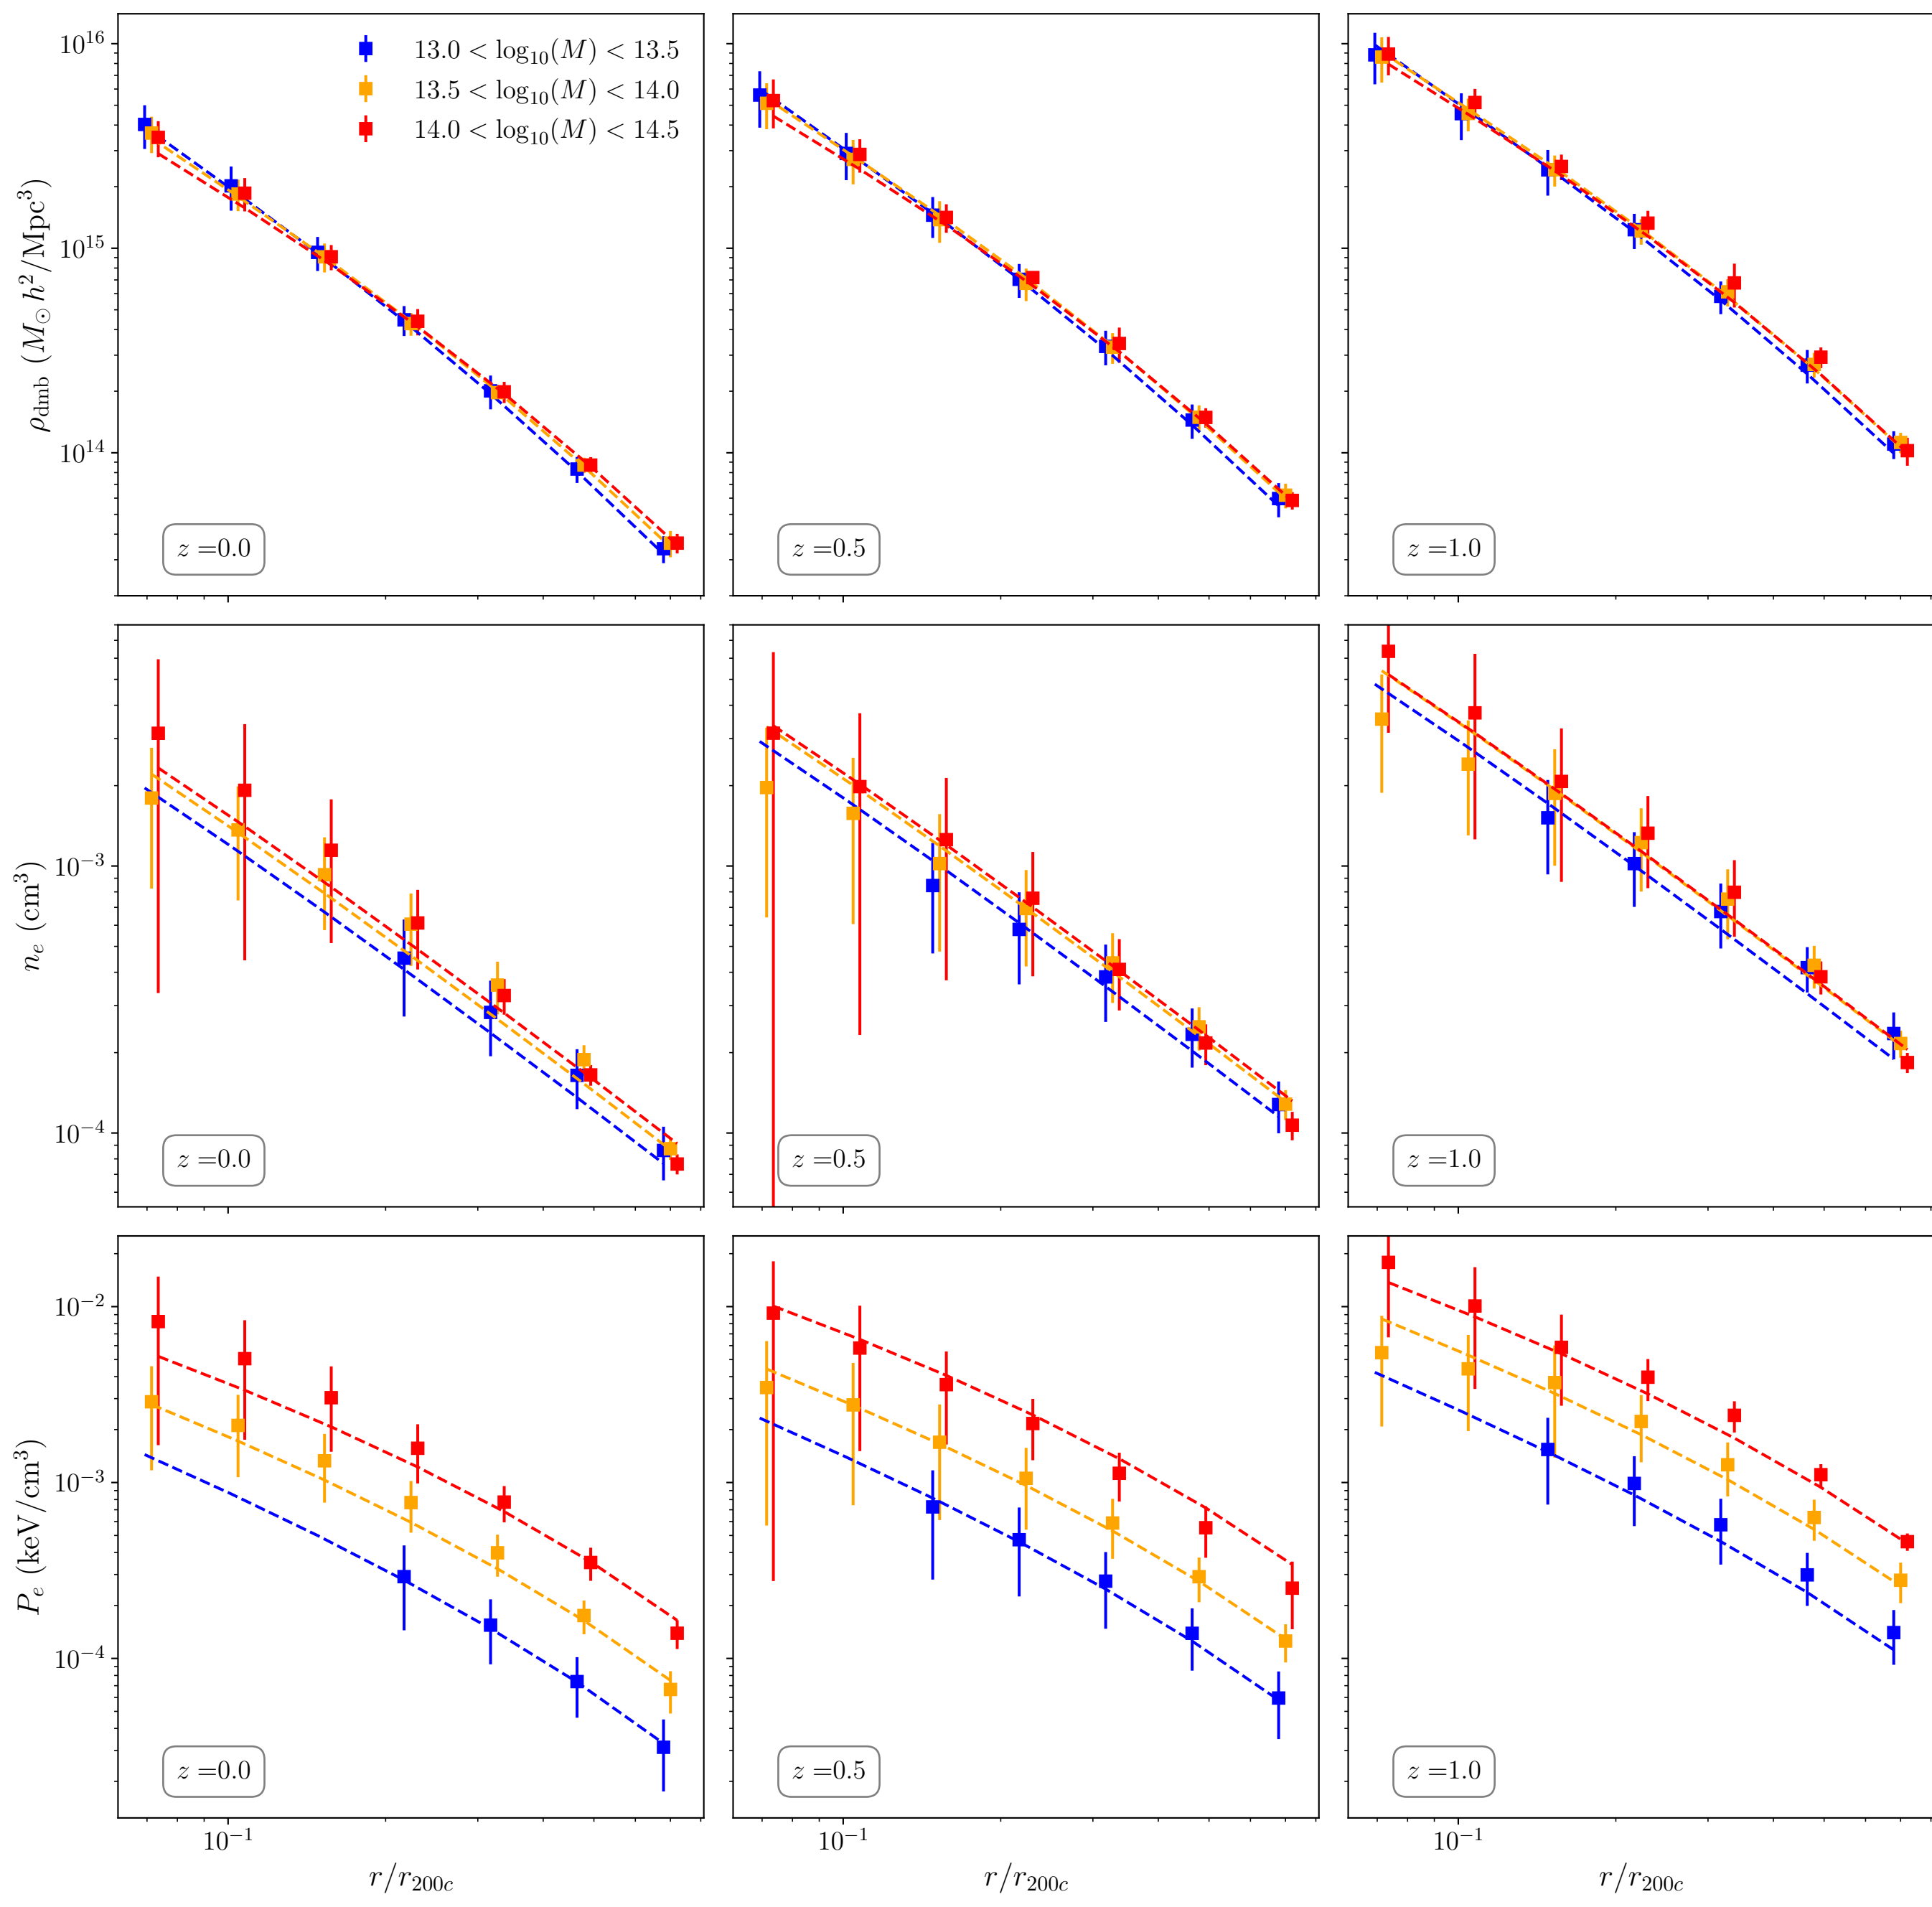 10^16
10^15
10^14
ρ_dmb (M_⊙ h^2/Mpc^3)
13.0 < log_10(M) < 13.5
13.5 < log_10(M) < 14.0
14.0 < log_10(M) < 14.5
z =0.0
z =0.5
z =1.0
10^−3
10^−4
n_e (cm^3)
z =0.0
z =0.5
z =1.0
10^−2
10^−3
10^−4
P_e (keV/cm^3)
z =0.0
z =0.5
z =1.0
10^−1
10^−1
10^−1
r/r_200c
r/r_200c
r/r_200c